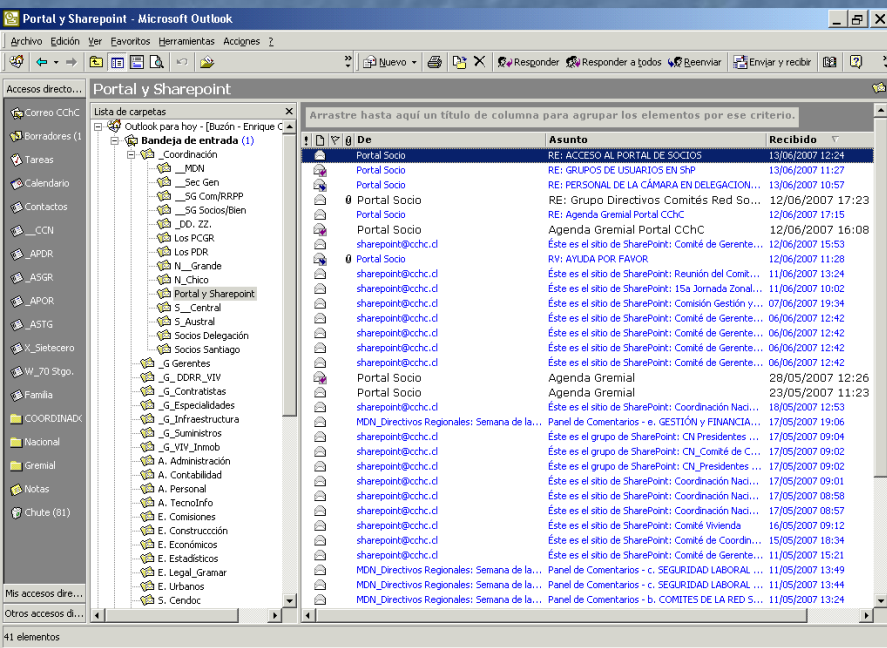 Portal y Sharepoint - Microsoft Outlook
Archivo Edición Ver Favoritos Herramientas Acciones ?
Nuevo Responder Responder a todos Reenviar Enviar y recibir
Accesos directo... Portal y Sharepoint
Correo CChC
Borradores (1
Tareas
Calendario
Contactos
__CCN
_APDR
_ASGR
_APOR
_ASTG
X_Sietecero
W_70 Stgo.
Familia
COORDINADO
Nacional
Gremial
Notas
Chute (81)
Mis accesos dire...
Otros accesos di...
Lista de carpetas
Outlook para hoy - [Buzón - Enrique C
Bandeja de entrada (1)
_Coordinación
__MDN
__Sec Gen
__SG Com/RRPP
__SG Socios/Bien
_DD. ZZ.
Los PCGR
Los PDR
N__Grande
N_Chico
Portal y Sharepoint
S__Central
S_Austral
Socios Delegación
Socios Santiago
_G Gerentes
_G_ DDRR_VIV
_G_Contratistas
_G_Especialidades
_G_Infraestructura
_G_Suministros
_G_VIV_Inmob
A. Administración
A. Contabilidad
A. Personal
A. TecnoInfo
E. Comisiones
E. Construccción
E. Económicos
E. Estadísticos
E. Legal_Gramar
E. Urbanos
S. Cendoc
Arrastre hasta aquí un título de columna para agrupar los elementos por ese criterio.
De Asunto Recibido
Portal Socio RE: ACCESO AL PORTAL DE SOCIOS 13/06/2007 12:24
Portal Socio RE: GRUPOS DE USUARIOS EN ShP 13/06/2007 11:27
Portal Socio RE: PERSONAL DE LA CÁMARA EN DELEGACION... 13/06/2007 10:57
Portal Socio RE: Grupo Directivos Comités Red So... 12/06/2007 17:23
Portal Socio RE: Agenda Gremial Portal CChC 12/06/2007 17:15
Portal Socio Agenda Gremial Portal CChC 12/06/2007 16:08
sharepoint@cchc.cl Éste es el sitio de SharePoint: Comité de Gerente... 12/06/2007 15:53
Portal Socio RV: AYUDA POR FAVOR 12/06/2007 11:28
sharepoint@cchc.cl Éste es el sitio de SharePoint: Reunión del Comit... 11/06/2007 13:24
sharepoint@cchc.cl Éste es el sitio de SharePoint: 15a Jornada Zonal... 11/06/2007 10:02
sharepoint@cchc.cl Éste es el sitio de SharePoint: Comisión Gestión y... 07/06/2007 19:34
sharepoint@cchc.cl Éste es el sitio de SharePoint: Comité de Gerente... 06/06/2007 12:42
sharepoint@cchc.cl Éste es el sitio de SharePoint: Comité de Gerente... 06/06/2007 12:42
sharepoint@cchc.cl Éste es el sitio de SharePoint: Comité de Gerente... 06/06/2007 12:42
sharepoint@cchc.cl Éste es el sitio de SharePoint: Comité de Gerente... 06/06/2007 12:42
Portal Socio Agenda Gremial 28/05/2007 12:26
Portal Socio Agenda Gremial 23/05/2007 11:23
sharepoint@cchc.cl Éste es el sitio de SharePoint: Coordinación Naci... 18/05/2007 12:53
MDN_Directivos Regionales: Semana de la... Panel de Comentarios - e. GESTIÓN y FINANCIA... 17/05/2007 19:06
sharepoint@cchc.cl Éste es el grupo de SharePoint: CN Presidentes ... 17/05/2007 09:04
sharepoint@cchc.cl Éste es el grupo de SharePoint: CN_Comité de C... 17/05/2007 09:02
sharepoint@cchc.cl Éste es el grupo de SharePoint: CN_Presidentes ... 17/05/2007 09:02
sharepoint@cchc.cl Éste es el sitio de SharePoint: Coordinación Naci... 17/05/2007 09:01
sharepoint@cchc.cl Éste es el sitio de SharePoint: Coordinación Naci... 17/05/2007 08:58
sharepoint@cchc.cl Éste es el sitio de SharePoint: Coordinación Naci... 17/05/2007 08:57
sharepoint@cchc.cl Éste es el sitio de SharePoint: Comité Vivienda 16/05/2007 09:12
sharepoint@cchc.cl Éste es el sitio de SharePoint: Comité de Coordin... 15/05/2007 18:34
sharepoint@cchc.cl Éste es el sitio de SharePoint: Comité de Gerente... 11/05/2007 15:21
MDN_Directivos Regionales: Semana de la... Panel de Comentarios - c. SEGURIDAD LABORAL ... 11/05/2007 13:49
MDN_Directivos Regionales: Semana de la... Panel de Comentarios - c. SEGURIDAD LABORAL ... 11/05/2007 13:44
MDN_Directivos Regionales: Semana de la... Panel de Comentarios - b. COMITES DE LA RED S... 11/05/2007 13:24
41 elementos